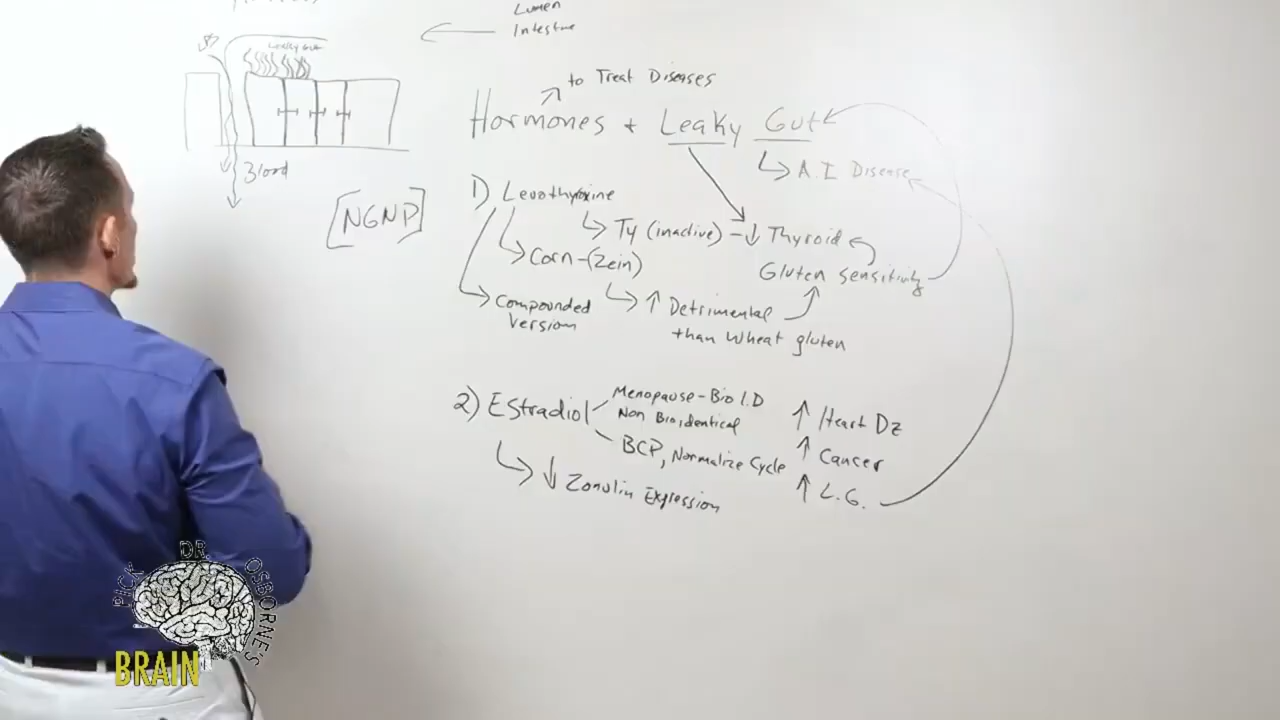 Lumen
Intestine
Leaky Gut
Blood
[NGNP]
to Treat Diseases
Hormones + Leaky Gut
A.I Disease
1) Levothyroxine
Ty (inactive) - ↓ Thyroid
Corn-(Zein)
Gluten sensitivity
Compounded
Version
↑ Detrimental
than wheat gluten
2) Estradiol
Menopause-Bio I.D
Non Bioidentical
BCP, Normalize Cycle
↓ Zonulin Expression
↑ Heart Dz
↑ Cancer
↑ L.G.
PICK DR. OSBORNE'S
BRAIN